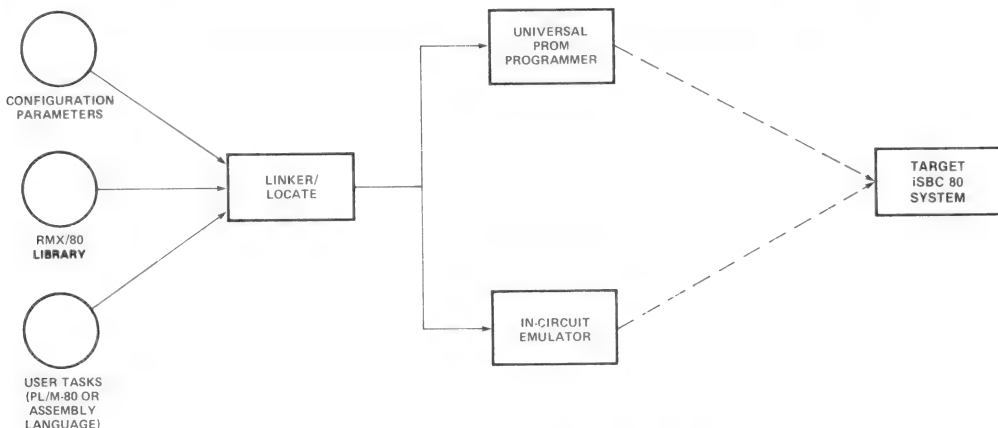 CONFIGURATION
PARAMETERS
RMX/80
LIBRARY
USER TASKS
(PL/M-80 OR
ASSEMBLY
LANGUAGE)
LINKER/
LOCATE
UNIVERSAL
PROM
PROGRAMMER
IN-CIRCUIT
EMULATOR
TARGET
iSBC 80
SYSTEM